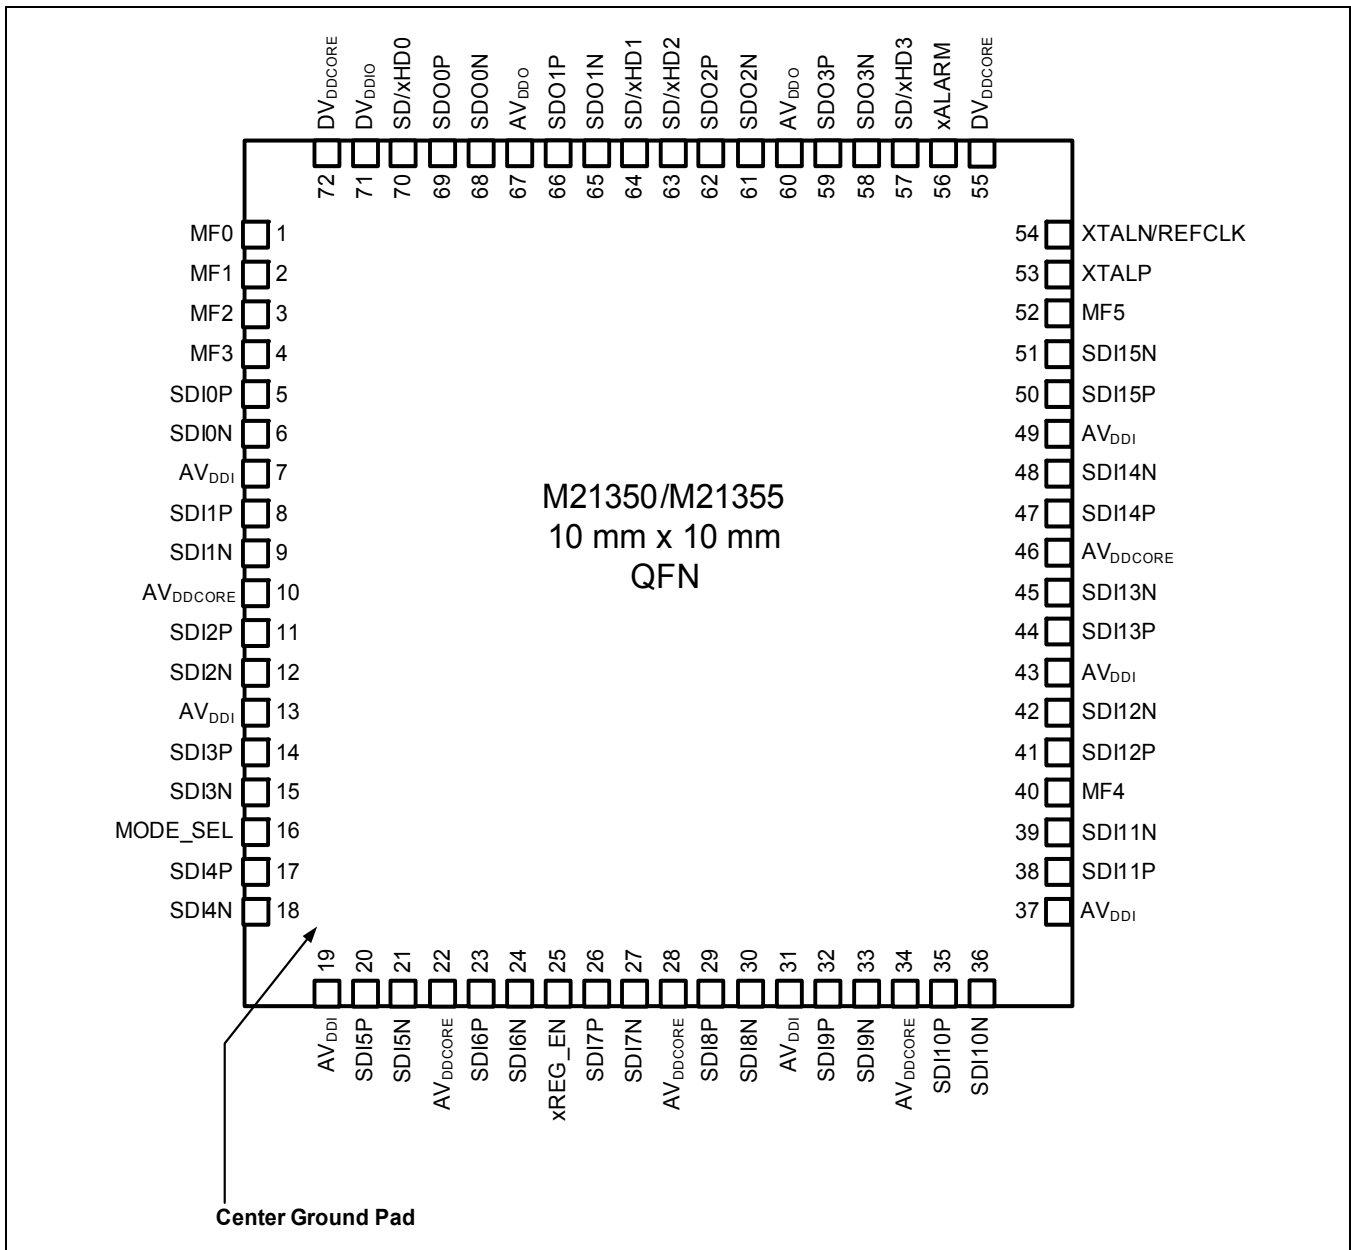 DVDDCORE
DVDDIO
SD/xHD0
SDO0P
SDO0N
AVDDO
SDO1P
SDO1N
SD/xHD1
SD/xHD2
SDO2P
SDO2N
AVDDO
SDO3P
SDO3N
SD/xHD3
xALARM
DVDDCORE
72 71 70 69 68 67 66 65 64 63 62 61 60 59 58 57 56 55
MF0 1
MF1 2
MF2 3
MF3 4
SDI0P 5
SDI0N 6
AVDDI 7
SDI1P 8
SDI1N 9
AVDDCORE 10
SDI2P 11
SDI2N 12
AVDDI 13
SDI3P 14
SDI3N 15
MODE_SEL 16
SDI4P 17
SDI4N 18
M21350/M21355
10 mm x 10 mm
QFN
54 XTALN/REFCLK
53 XTALP
52 MF5
51 SDI15N
50 SDI15P
49 AVDDI
48 SDI14N
47 SDI14P
46 AVDDCORE
45 SDI13N
44 SDI13P
43 AVDDI
42 SDI12N
41 SDI12P
40 MF4
39 SDI11N
38 SDI11P
37 AVDDI
19 20 21 22 23 24 25 26 27 28 29 30 31 32 33 34 35 36
AVDDI
SDI5P
SDI5N
AVDDCORE
SDI6P
SDI6N
xREG_EN
SDI7P
SDI7N
AVDDCORE
SDI8P
SDI8N
AVDDI
SDI9P
SDI9N
AVDDCORE
SDI10P
SDI10N
Center Ground Pad